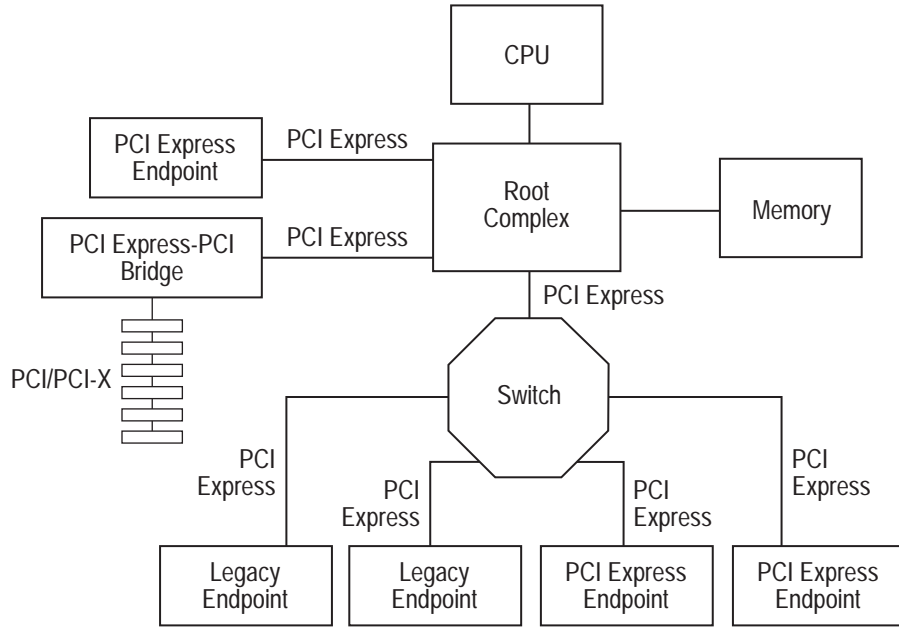 CPU
PCI Express
Endpoint
PCI Express
Root
Complex
Memory
PCI Express-PCI
Bridge
PCI Express
PCI Express
PCI/PCI-X
Switch
PCI
Express
PCI
Express
PCI
Express
PCI
Express
Legacy
Endpoint
Legacy
Endpoint
PCI Express
Endpoint
PCI Express
Endpoint